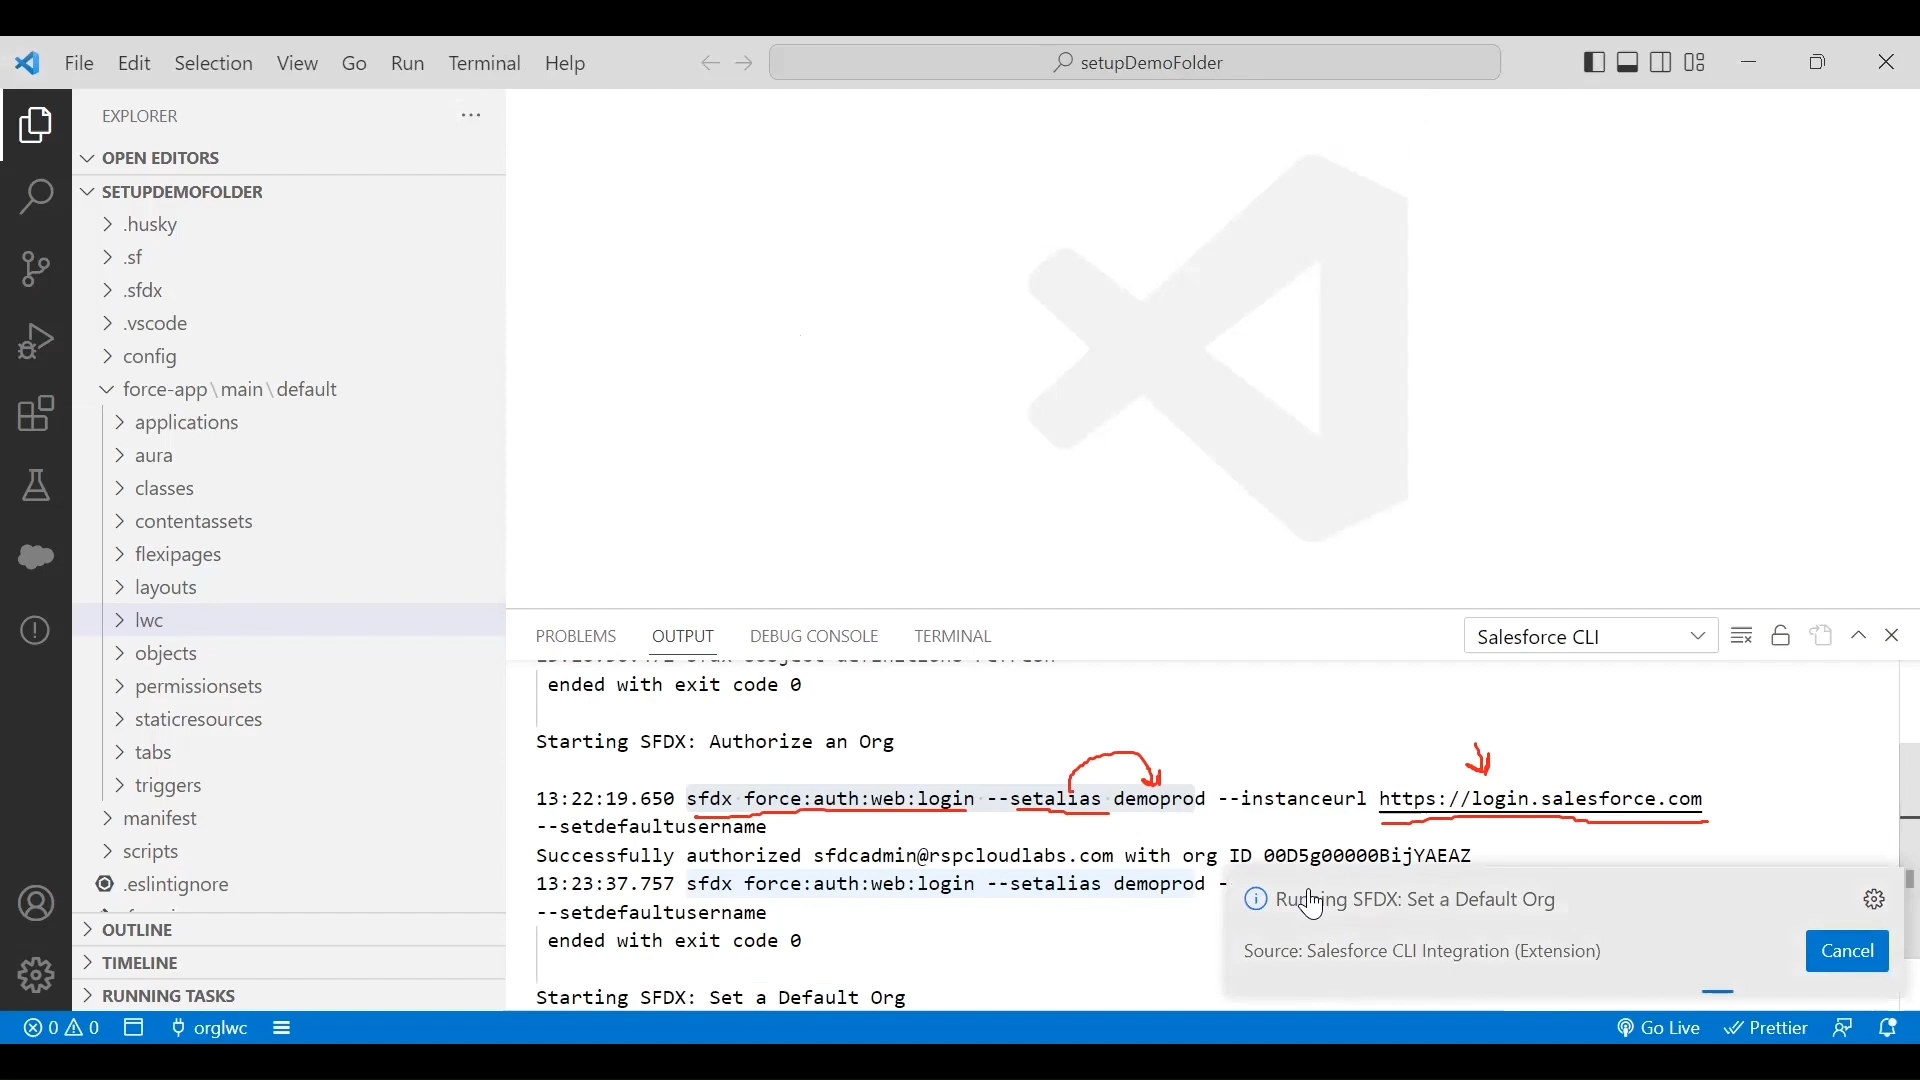 File Edit Selection View Go Run Terminal Help
setupDemoFolder
EXPLORER
OPEN EDITORS
SETUPDEMOFOLDER
.husky
.sf
.sfdx
.vscode
config
force-app\main\default
applications
aura
classes
contentassets
flexipages
layouts
lwc
objects
permissionsets
staticresources
tabs
triggers
manifest
scripts
.eslintignore
OUTLINE
TIMELINE
RUNNING TASKS
PROBLEMS OUTPUT DEBUG CONSOLE TERMINAL
Salesforce CLI
ended with exit code 0
Starting SFDX: Authorize an Org
13:22:19.650 sfdx force:auth:web:login --setalias demoprod --instanceurl https://login.salesforce.com
--setdefaultusername
Successfully authorized sfdcadmin@rspcloudlabs.com with org ID 00D5g00000BijYAEAZ
13:23:37.757 sfdx force:auth:web:login --setalias demoprod -
--setdefaultusername
ended with exit code 0
Starting SFDX: Set a Default Org
Running SFDX: Set a Default Org
Source: Salesforce CLI Integration (Extension)
Cancel
0 0 orglwc
Go Live Prettier